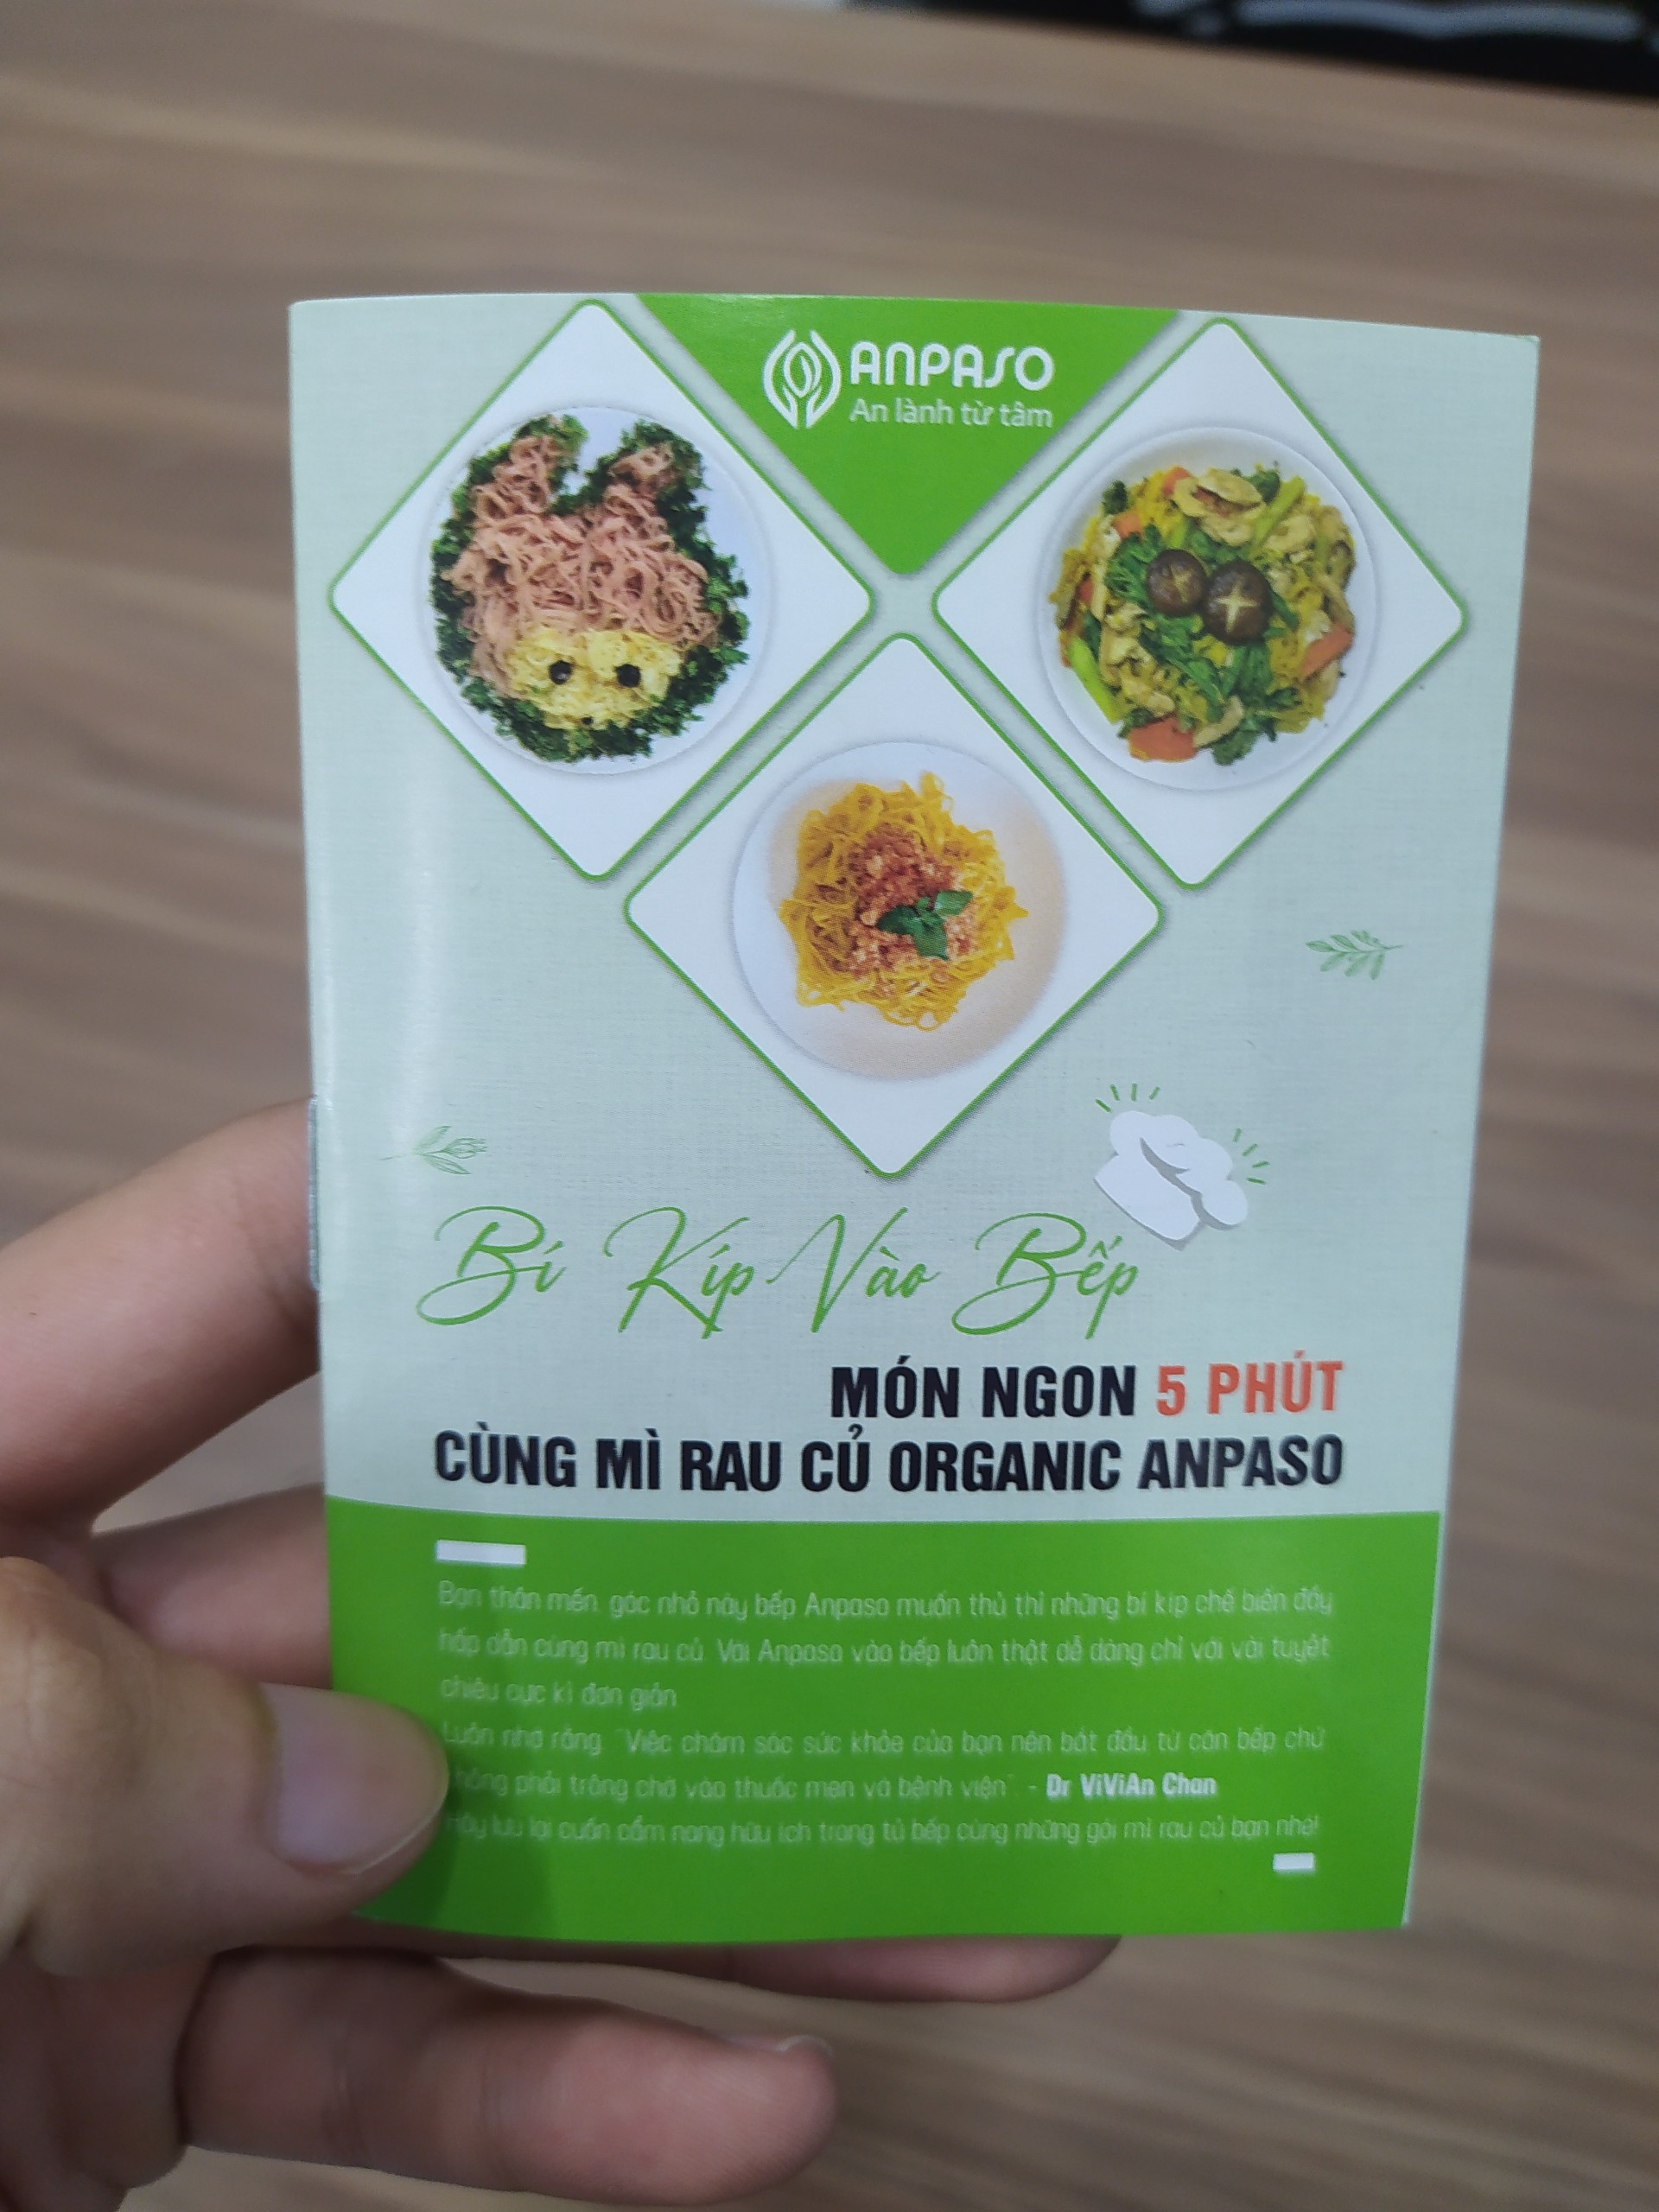 ANPASO
An lành từ tâm
Bí Kíp Vào Bếp
MÓN NGON 5 PHÚT
CÙNG MÌ RAU CỦ ORGANIC ANPASO
Bạn thân mến, góc nhỏ này bếp Anpaso muốn thủ thỉ những bí kíp chế biến đầy
hấp dẫn cùng mì rau củ. Với Anpaso vào bếp luôn thật dễ dàng chỉ với vài tuyệt
chiêu cực kì đơn giản.
Luôn nhớ rằng: "Việc chăm sóc sức khỏe của bạn nên bắt đầu từ căn bếp chứ
phải trông chờ vào thuốc men và bệnh viện". - Dr ViViAn Chan
lưu lại cuốn cẩm nang hữu ích trong tủ bếp cùng những gói mì rau củ bạn nhé!